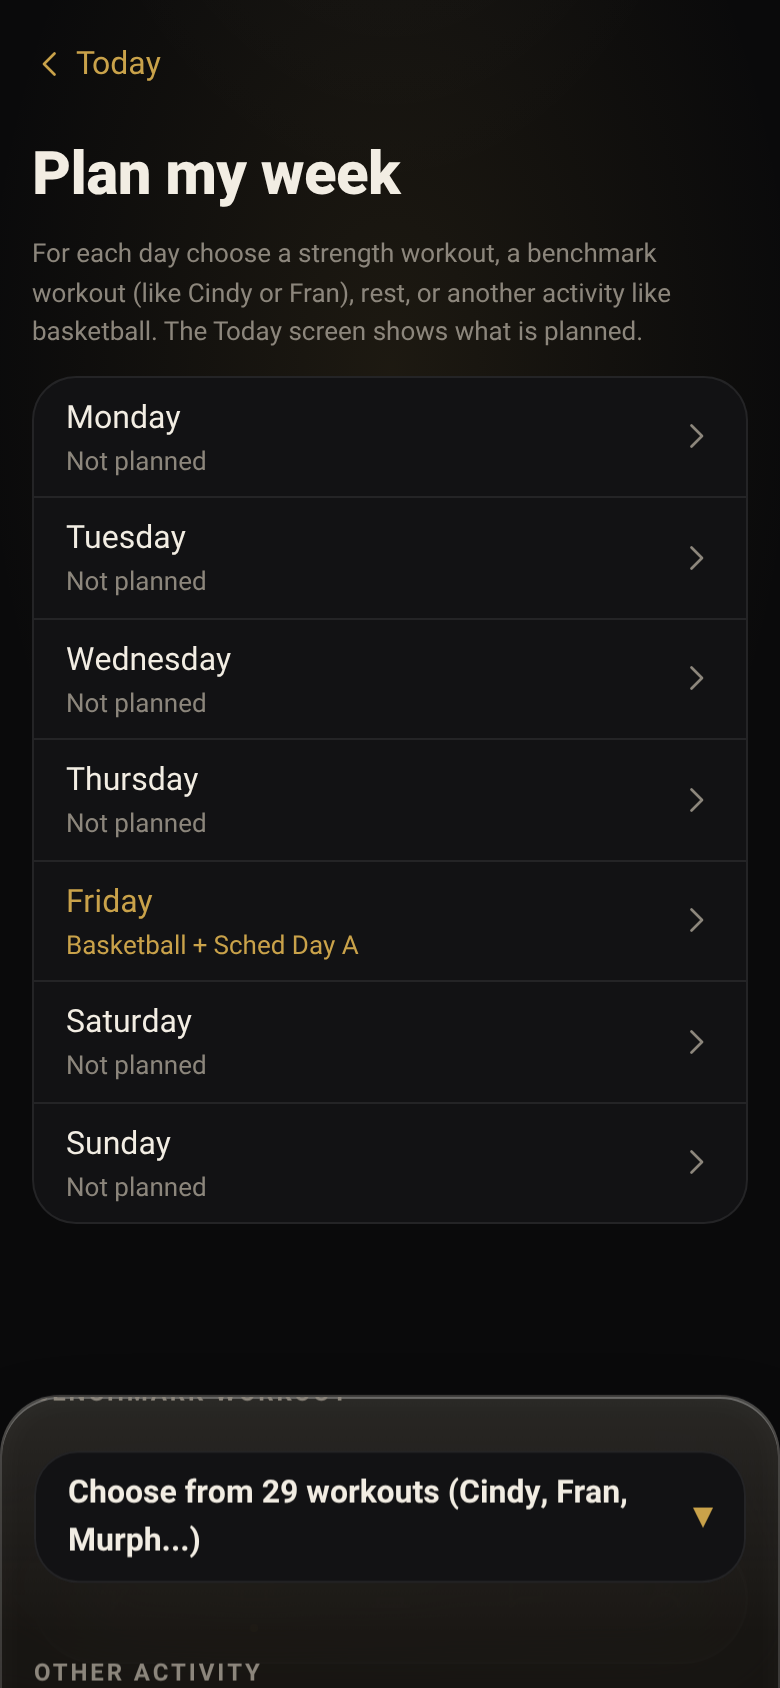 Today
Plan my week
For each day choose a strength workout, a benchmark
workout (like Cindy or Fran), rest, or another activity like
basketball. The Today screen shows what is planned.
Monday
Not planned
Tuesday
Not planned
Wednesday
Not planned
Thursday
Not planned
Friday
Basketball + Sched Day A
Saturday
Not planned
Sunday
Not planned
WORKOUT
Choose from 29 workouts (Cindy, Fran,
Murph...)
OTHER ACTIVITY